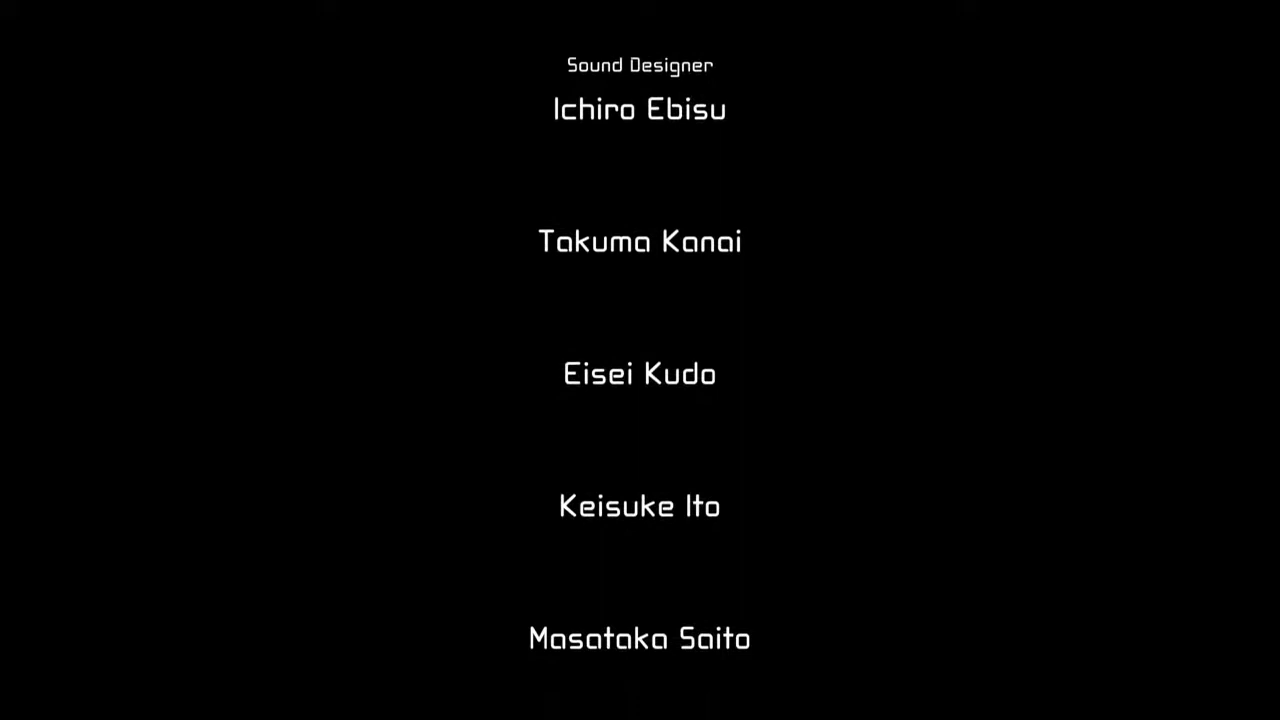 Sound Designer
Ichiro Ebisu
Takuma Kanai
Eisei Kudo
Keisuke Ito
Masataka Saito